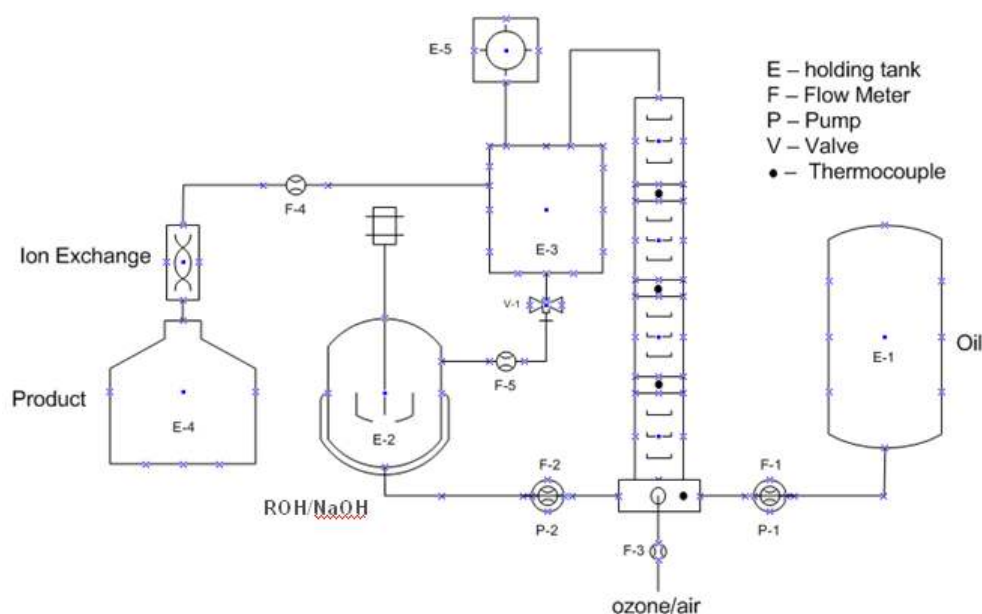 E-5
E – holding tank
F – Flow Meter
P – Pump
V – Valve
● – Thermocouple
F-4
E-3
Ion Exchange
V-1
Oil
E-1
F-5
Product
E-4
E-2
F-2
F-1
ROH/NaOH
P-2
P-1
F-3
ozone/air